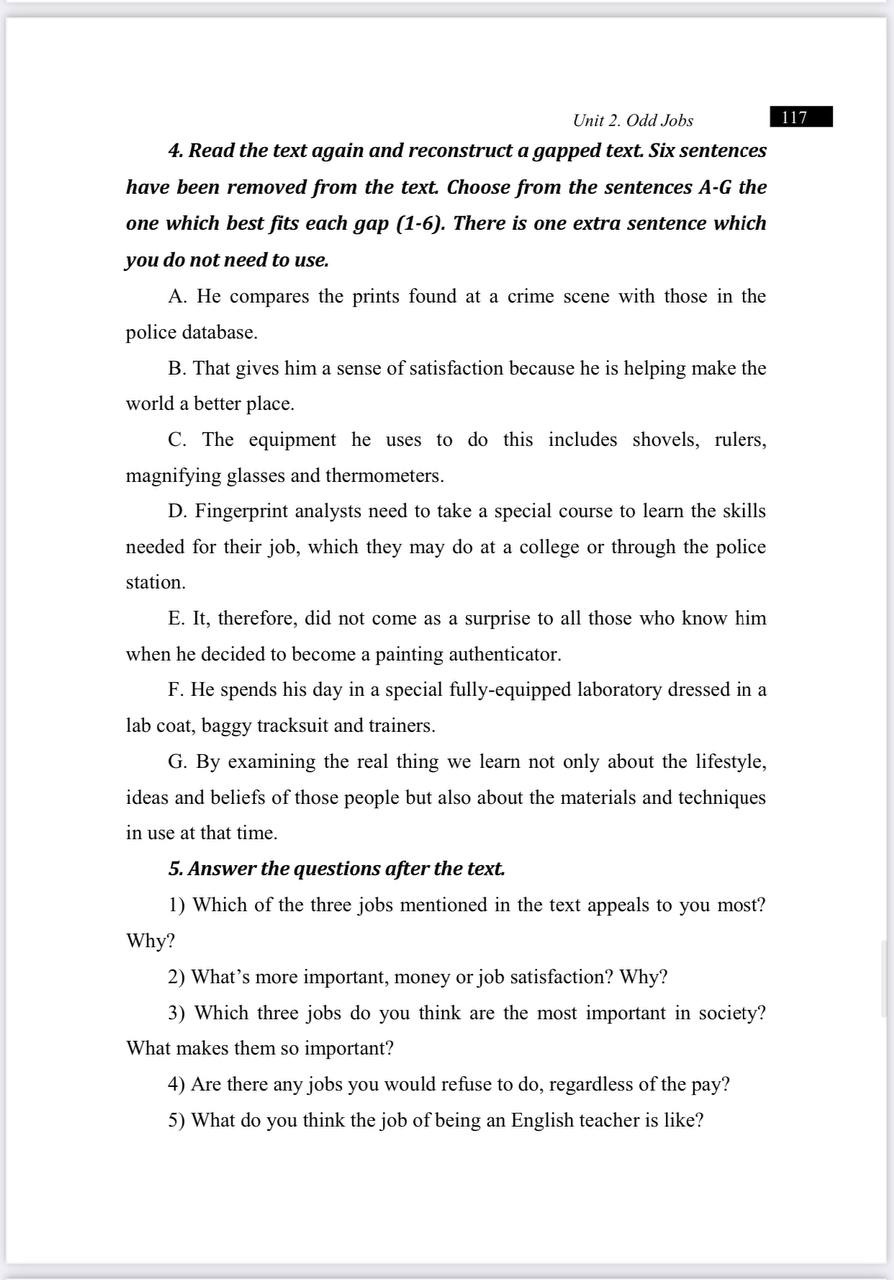 Unit 2. Odd Jobs 117
4. Read the text again and reconstruct a gapped text. Six sentences
have been removed from the text. Choose from the sentences A-G the
one which best fits each gap (1-6). There is one extra sentence which
you do not need to use.
A. He compares the prints found at a crime scene with those in the
police database.
B. That gives him a sense of satisfaction because he is helping make the
world a better place.
C. The equipment he uses to do this includes shovels, rulers,
magnifying glasses and thermometers.
D. Fingerprint analysts need to take a special course to learn the skills
needed for their job, which they may do at a college or through the police
station.
E. It, therefore, did not come as a surprise to all those who know him
when he decided to become a painting authenticator.
F. He spends his day in a special fully-equipped laboratory dressed in a
lab coat, baggy tracksuit and trainers.
G. By examining the real thing we learn not only about the lifestyle,
ideas and beliefs of those people but also about the materials and techniques
in use at that time.
5. Answer the questions after the text.
1) Which of the three jobs mentioned in the text appeals to you most?
Why?
2) What’s more important, money or job satisfaction? Why?
3) Which three jobs do you think are the most important in society?
What makes them so important?
4) Are there any jobs you would refuse to do, regardless of the pay?
5) What do you think the job of being an English teacher is like?